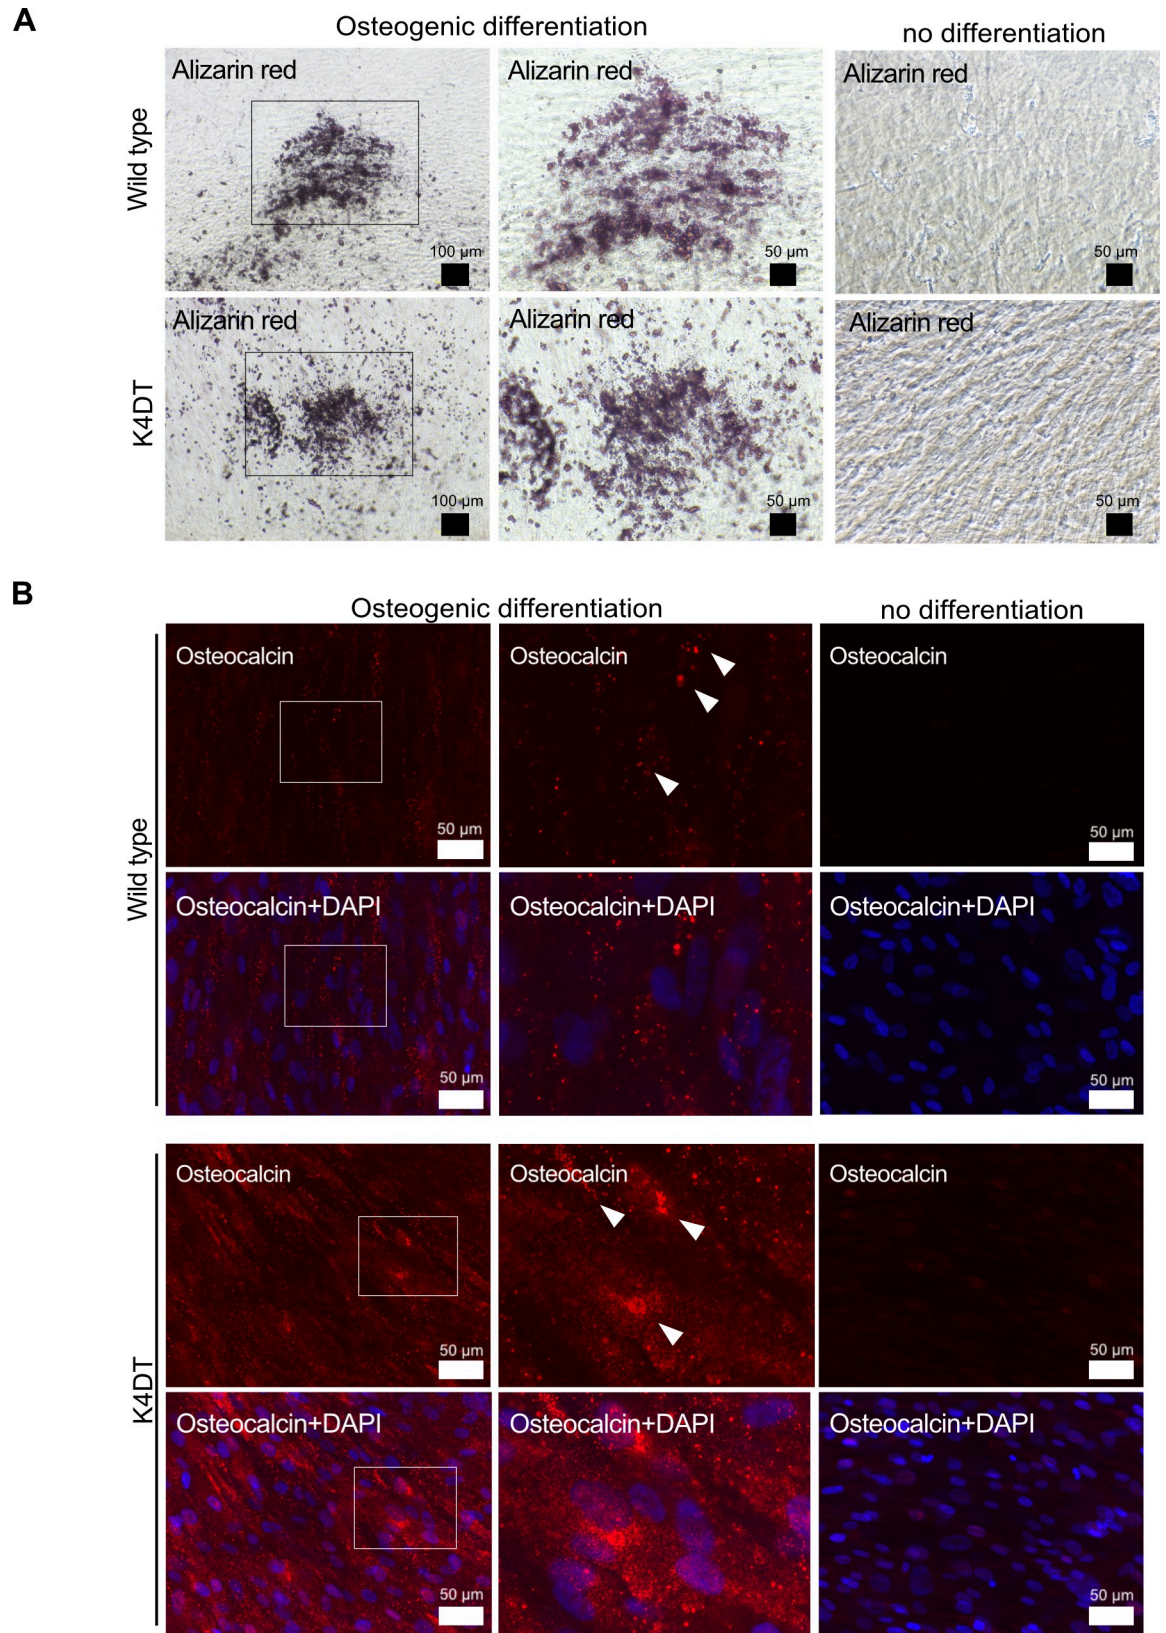 A
Osteogenic differentiation
no differentiation
Wild type
Alizarin red
100 µm
Alizarin red
50 µm
Alizarin red
50 µm
K4DT
Alizarin red
100 µm
Alizarin red
50 µm
Alizarin red
50 µm
B
Osteogenic differentiation
no differentiation
Wild type
Osteocalcin
50 µm
Osteocalcin
Osteocalcin
50 µm
Osteocalcin+DAPI
50 µm
Osteocalcin+DAPI
Osteocalcin+DAPI
50 µm
K4DT
Osteocalcin
50 µm
Osteocalcin
Osteocalcin
50 µm
Osteocalcin+DAPI
50 µm
Osteocalcin+DAPI
Osteocalcin+DAPI
50 µm